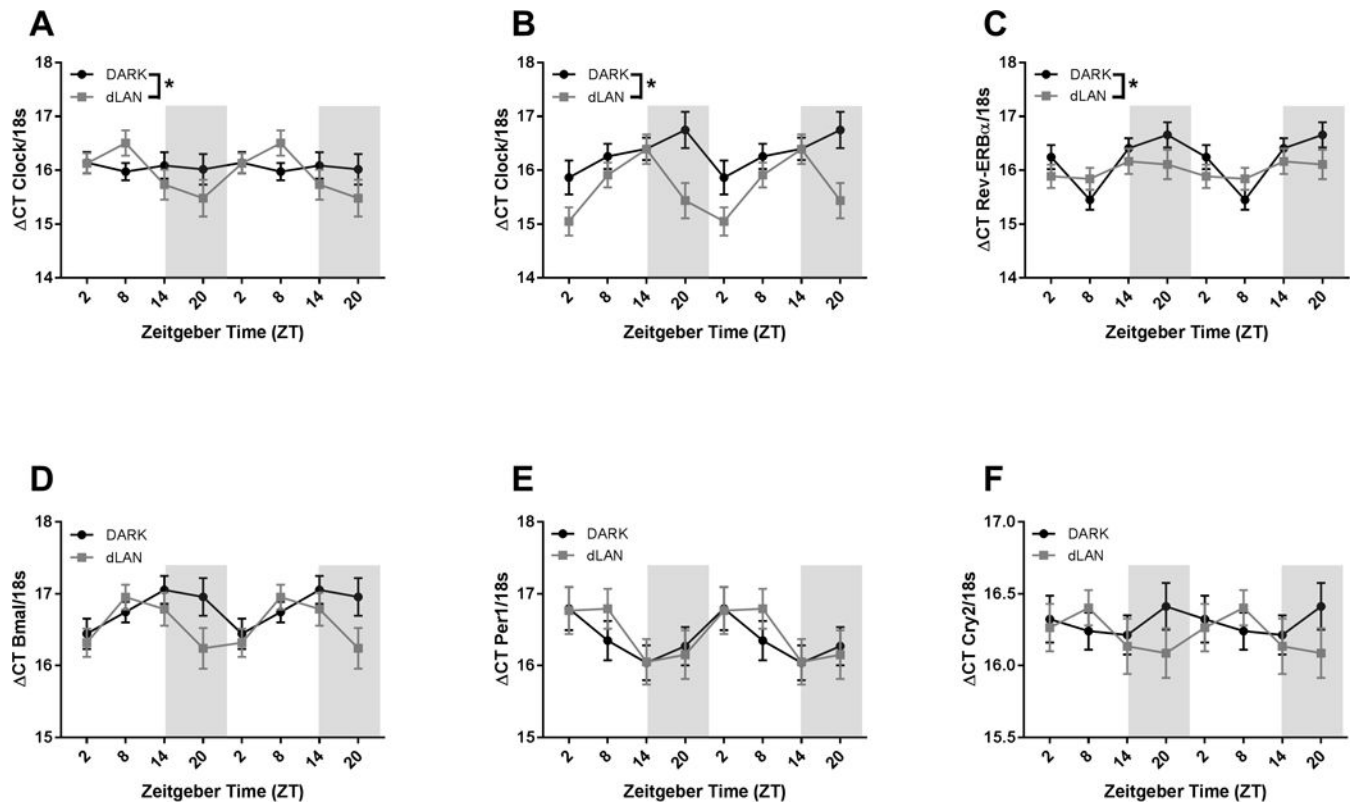 A
ΔCT Clock/18s
18
17
16
15
14
DARK
dLAN
*
2 8 14 20 2 8 14 20
Zeitgeber Time (ZT)
B
ΔCT Clock/18s
18
17
16
15
14
DARK
dLAN
*
2 8 14 20 2 8 14 20
Zeitgeber Time (ZT)
C
ΔCT Rev-ERBα/18s
18
17
16
15
14
DARK
dLAN
*
2 8 14 20 2 8 14 20
Zeitgeber Time (ZT)
D
ΔCT Bmal/18s
18
17
16
15
DARK
dLAN
2 8 14 20 2 8 14 20
Zeitgeber Time (ZT)
E
ΔCT Per1/18s
18
17
16
15
DARK
dLAN
2 8 14 20 2 8 14 20
Zeitgeber Time (ZT)
F
ΔCT Cry2/18s
17.0
16.5
16.0
15.5
DARK
dLAN
2 8 14 20 2 8 14 20
Zeitgeber Time (ZT)